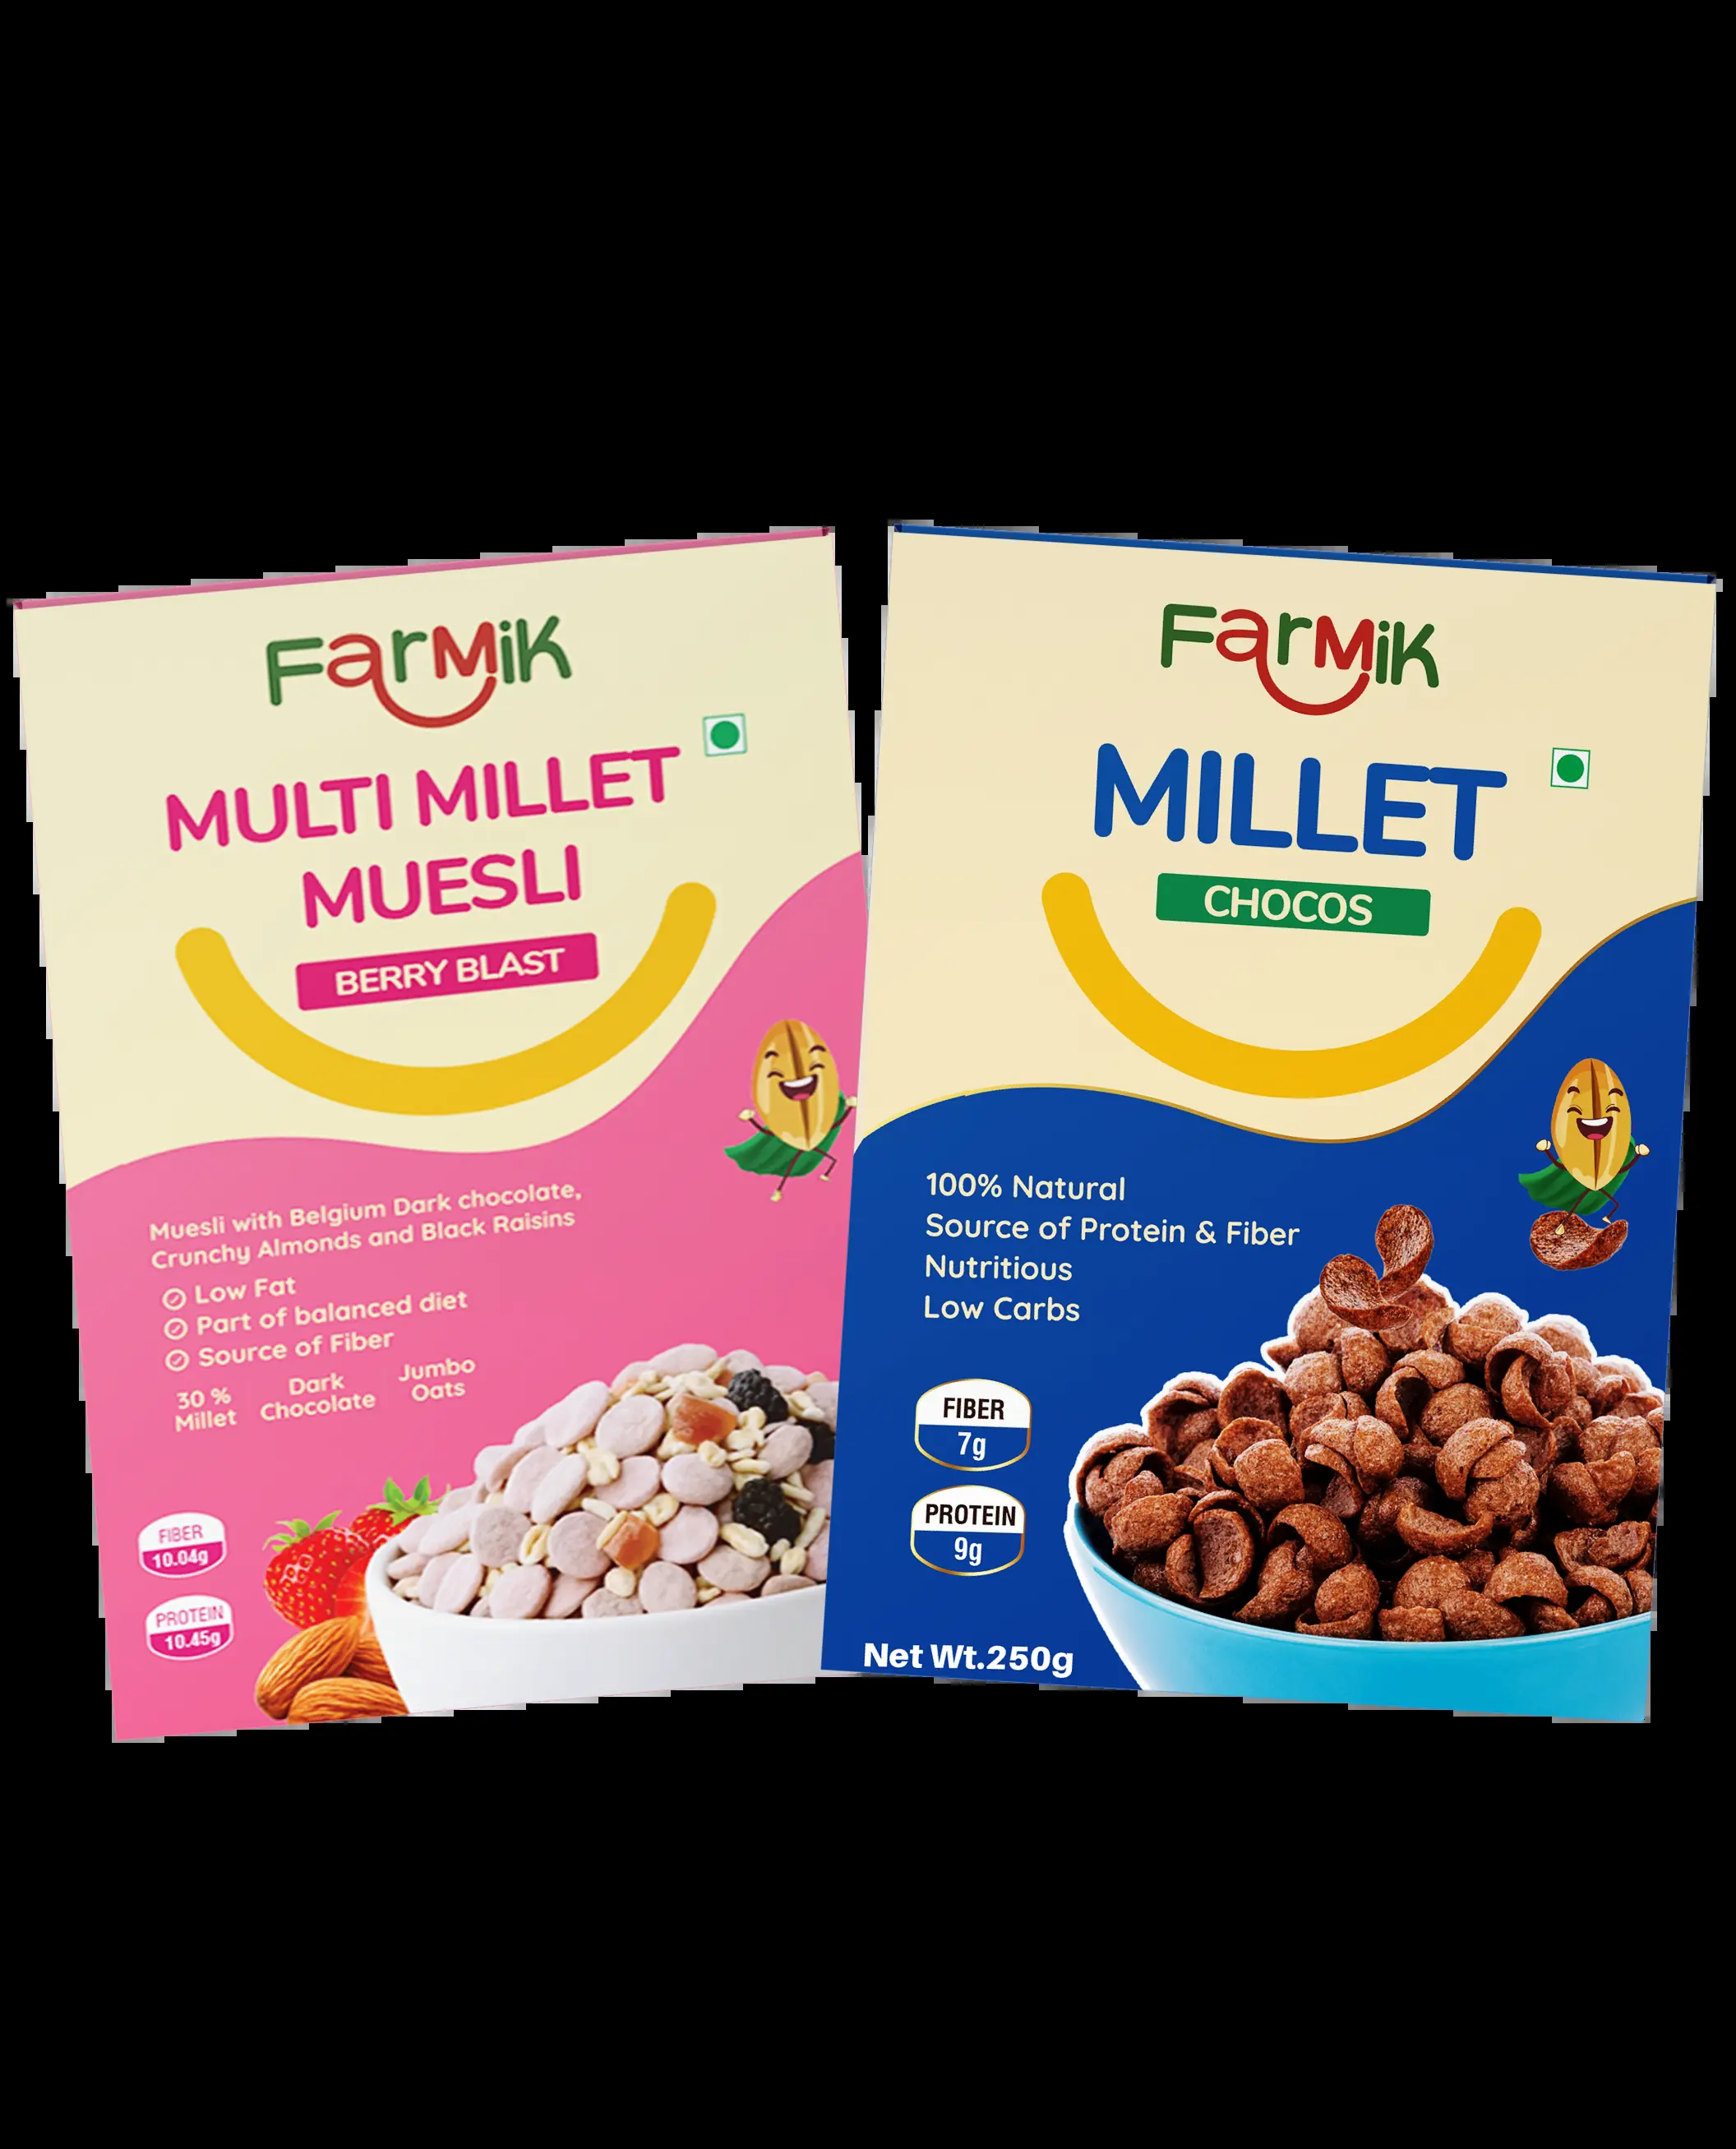 FarMiK
MULTI MILLET
MUESLI
BERRY BLAST
Muesli with Belgium Dark chocolate,
Crunchy Almonds and Black Raisins
Low Fat
Part of balanced diet
Source of Fiber
30 %
Millet
Dark
Chocolate
Jumbo
Oats
FIBER
10.04g
PROTEIN
10.45g
FarMiK
MILLET
CHOCOS
100% Natural
Source of Protein & Fiber
Nutritious
Low Carbs
FIBER
7g
PROTEIN
9g
Net Wt.250g